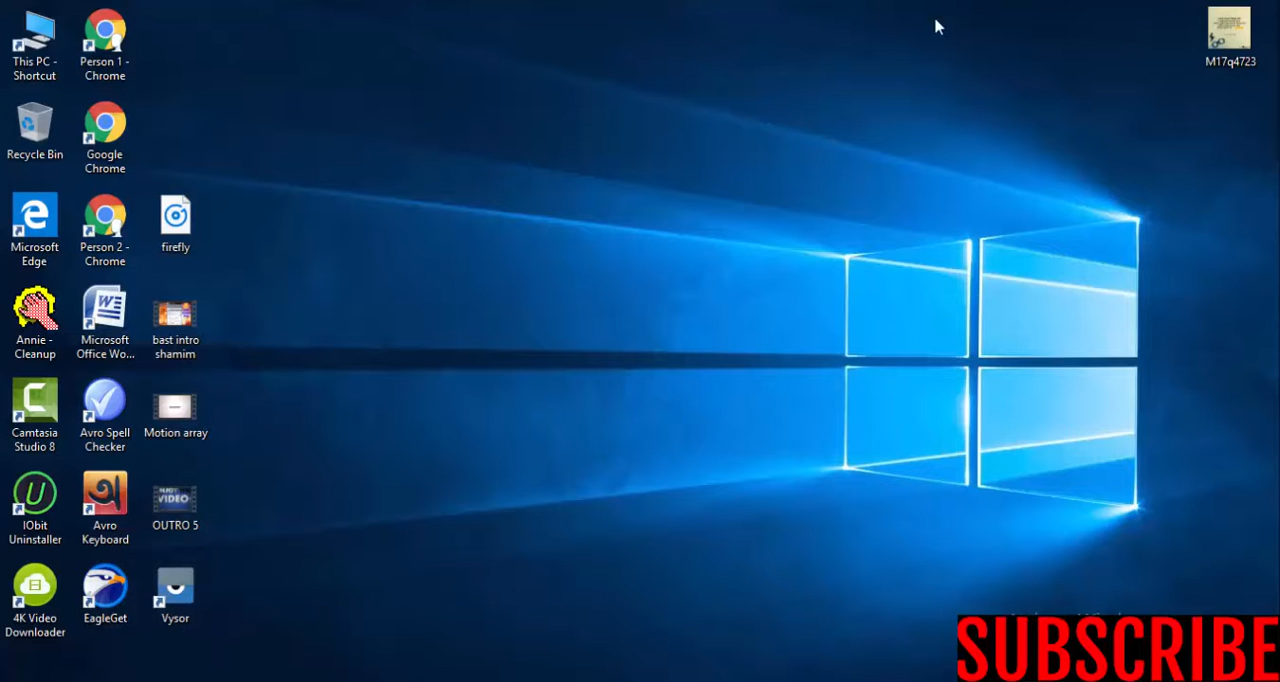 This PC -
Shortcut
Person 1 -
Chrome
M17q4723
Recycle Bin
Google
Chrome
Microsoft
Edge
Person 2 -
Chrome
firefly
Annie -
Cleanup
Microsoft
Office Wo...
bast intro
shamim
Camtasia
Studio 8
Avro Spell
Checker
Motion array
IObit
Uninstaller
Avro
Keyboard
VIDEO
OUTRO 5
4K Video
Downloader
EagleGet
Vysor
SUBSCRIBE